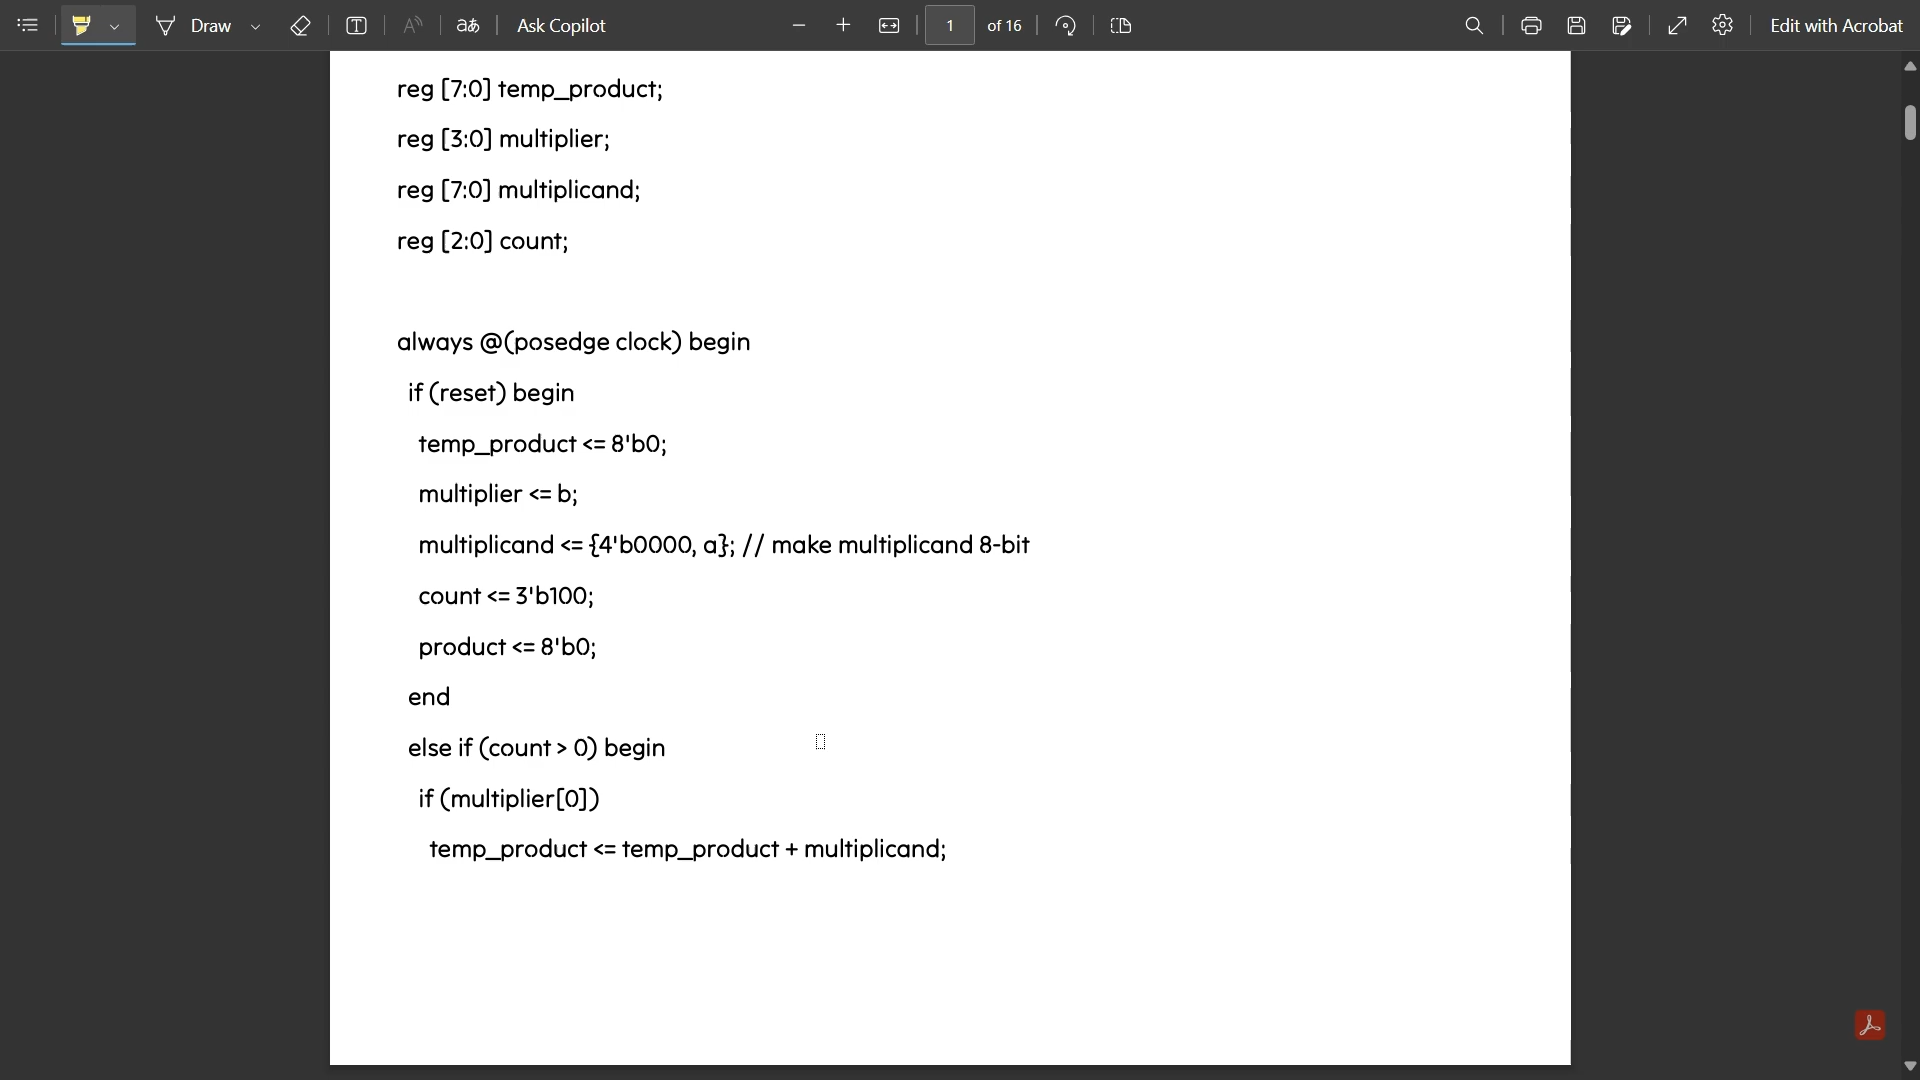 Draw
T
A
aあ
Ask Copilot
1
of 16
Edit with Acrobat
reg [7:0] temp_product;
reg [3:0] multiplier;
reg [7:0] multiplicand;
reg [2:0] count;
always @(posedge clock) begin
if (reset) begin
temp_product <= 8'b0;
multiplier <= b;
multiplicand <= {4'b0000, a}; // make multiplicand 8-bit
count <= 3'b100;
product <= 8'b0;
end
else if (count > 0) begin
if (multiplier[0])
temp_product <= temp_product + multiplicand;